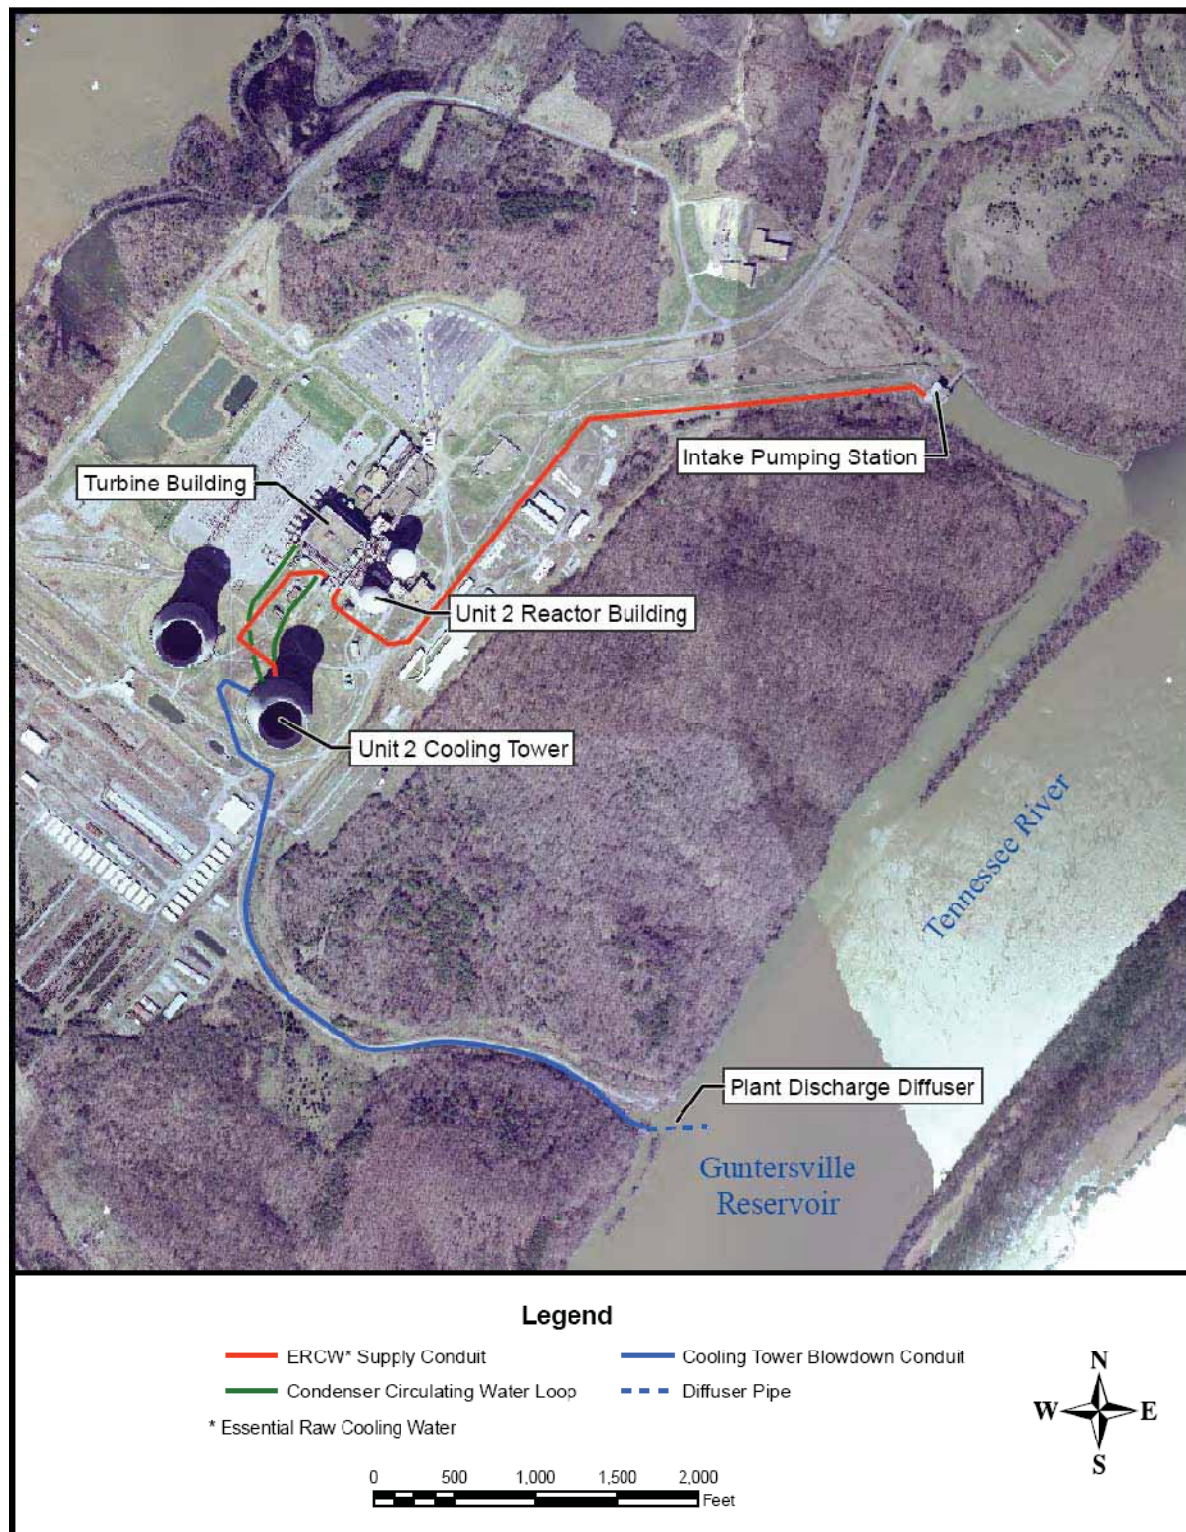 Intake Pumping Station
Turbine Building
Unit 2 Reactor Building
Unit 2 Cooling Tower
Tennessee River
Plant Discharge Diffuser
Guntersville
Reservoir
Legend
ERCW* Supply Conduit
Cooling Tower Blowdown Conduit
Condenser Circulating Water Loop
Diffuser Pipe
* Essential Raw Cooling Water
N
W E
S
0 500 1,000 1,500 2,000
Feet